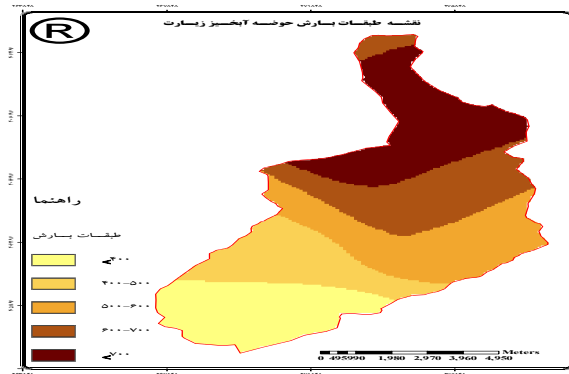 ®
نقشه طبقات بارش حوضه آبخیز زیارت
راهنما
طبقات بارش
<۴۰۰
۴۰۰-۵۰۰
۵۰۰-۶۰۰
۶۰۰-۷۰۰
<۷۰۰
Meters
0 495990 1,980 2,970 3,960 4,950